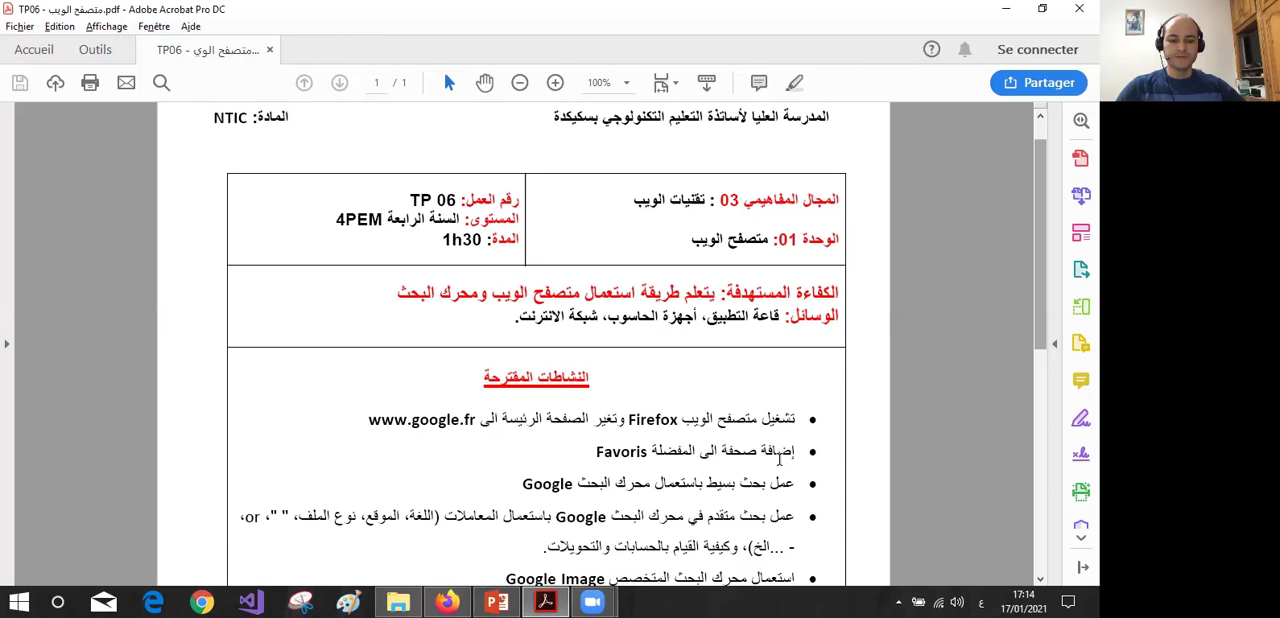 TP06 - متصفح الويب.pdf - Adobe Acrobat Pro DC
Fichier Edition Affichage Fenêtre Aide
Accueil Outils TP06 - متصفح الوي... × Se connecter
1 / 1 100% Partager
المدرسة العليا لأساتذة التعليم التكنولوجي بسكيكدة المادة: NTIC
المجال المفاهيمي 03 : تقنيات الويب
الوحدة 01: متصفح الويب
رقم العمل: TP 06
المستوى: السنة الرابعة 4PEM
المدة: 1h30
الكفاءة المستهدفة: يتعلم طريقة استعمال متصفح الويب ومحرك البحث
الوسائل: قاعة التطبيق، أجهزة الحاسوب، شبكة الانترنت.
النشاطات المقترحة
• تشغيل متصفح الويب Firefox وتغير الصفحة الرئيسة الى www.google.fr
• إضافة صحفة الى المفضلة Favoris
• عمل بحث بسيط باستعمال محرك البحث Google
• عمل بحث متقدم في محرك البحث Google باستعمال المعاملات (اللغة، الموقع، نوع الملف، " "، or،
- ...الخ)، وكيفية القيام بالحسابات والتحويلات.
• استعمال محرك البحث المتخصص Google Image
ع 17:14
17/01/2021